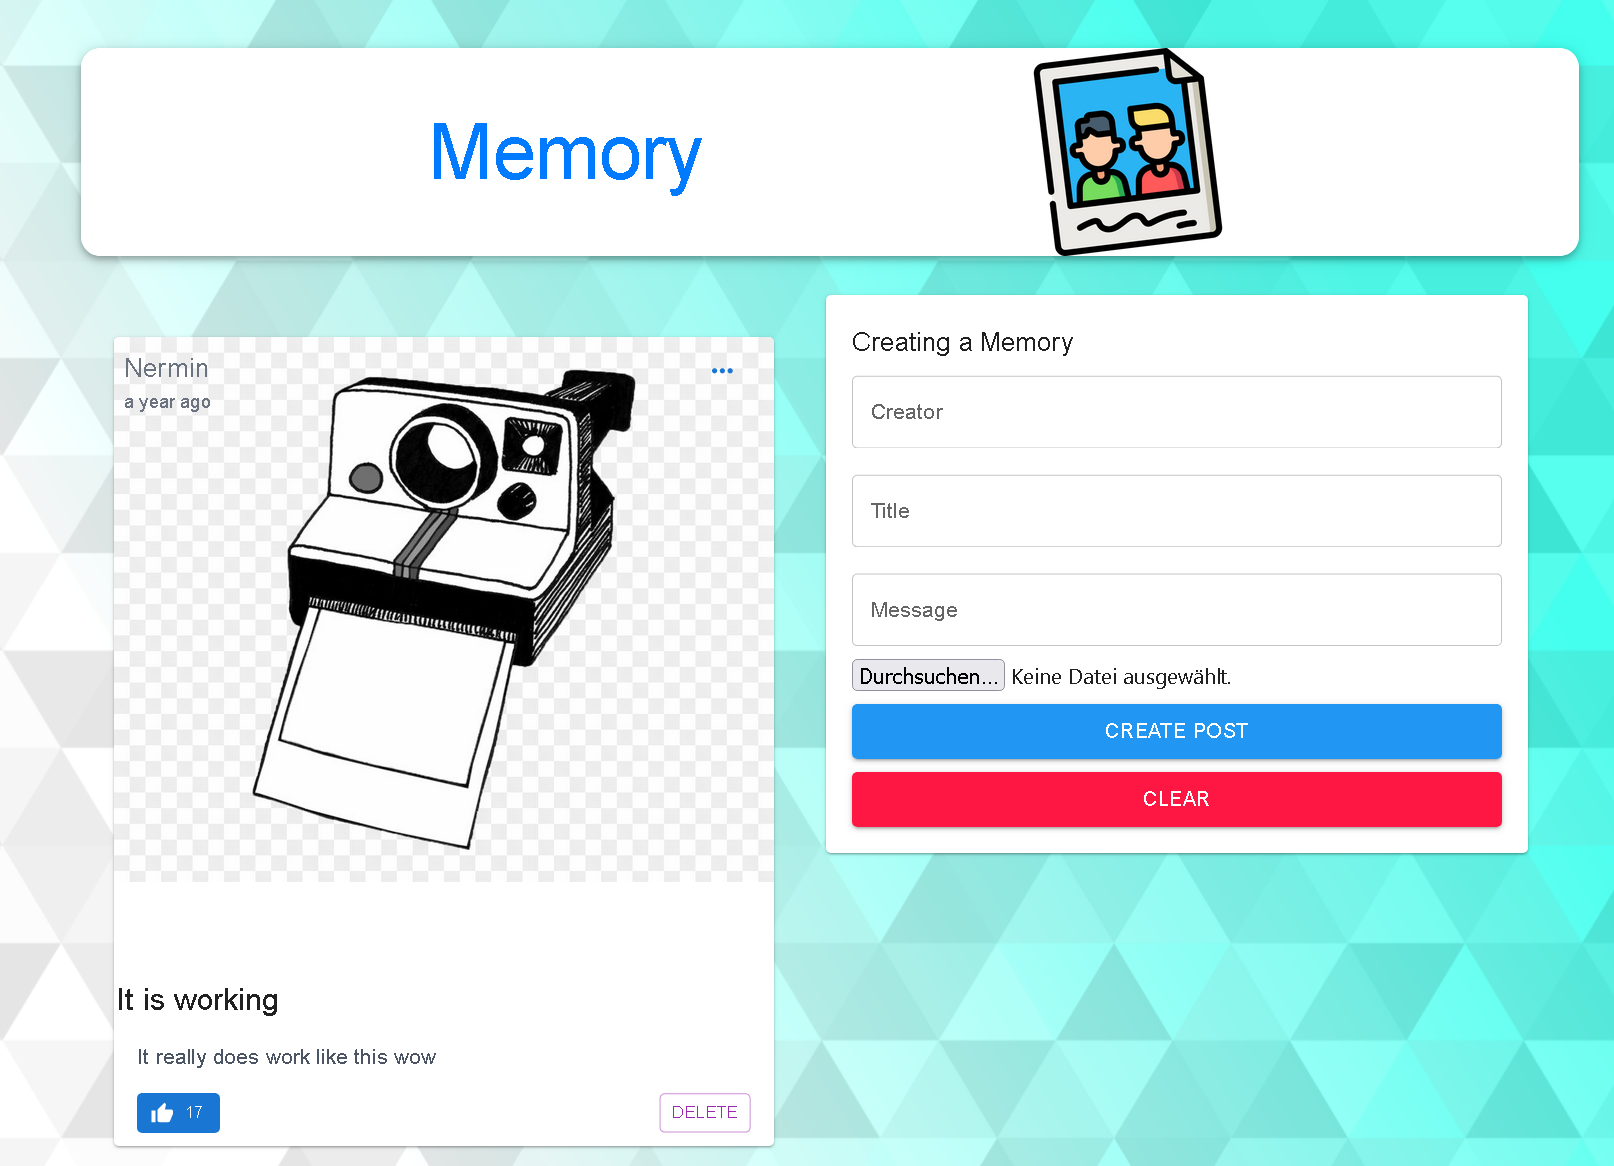 Memory
Nermin
a year ago
It is working
It really does work like this wow
17
DELETE
Creating a Memory
Creator
Title
Message
Durchsuchen... Keine Datei ausgewählt.
CREATE POST
CLEAR